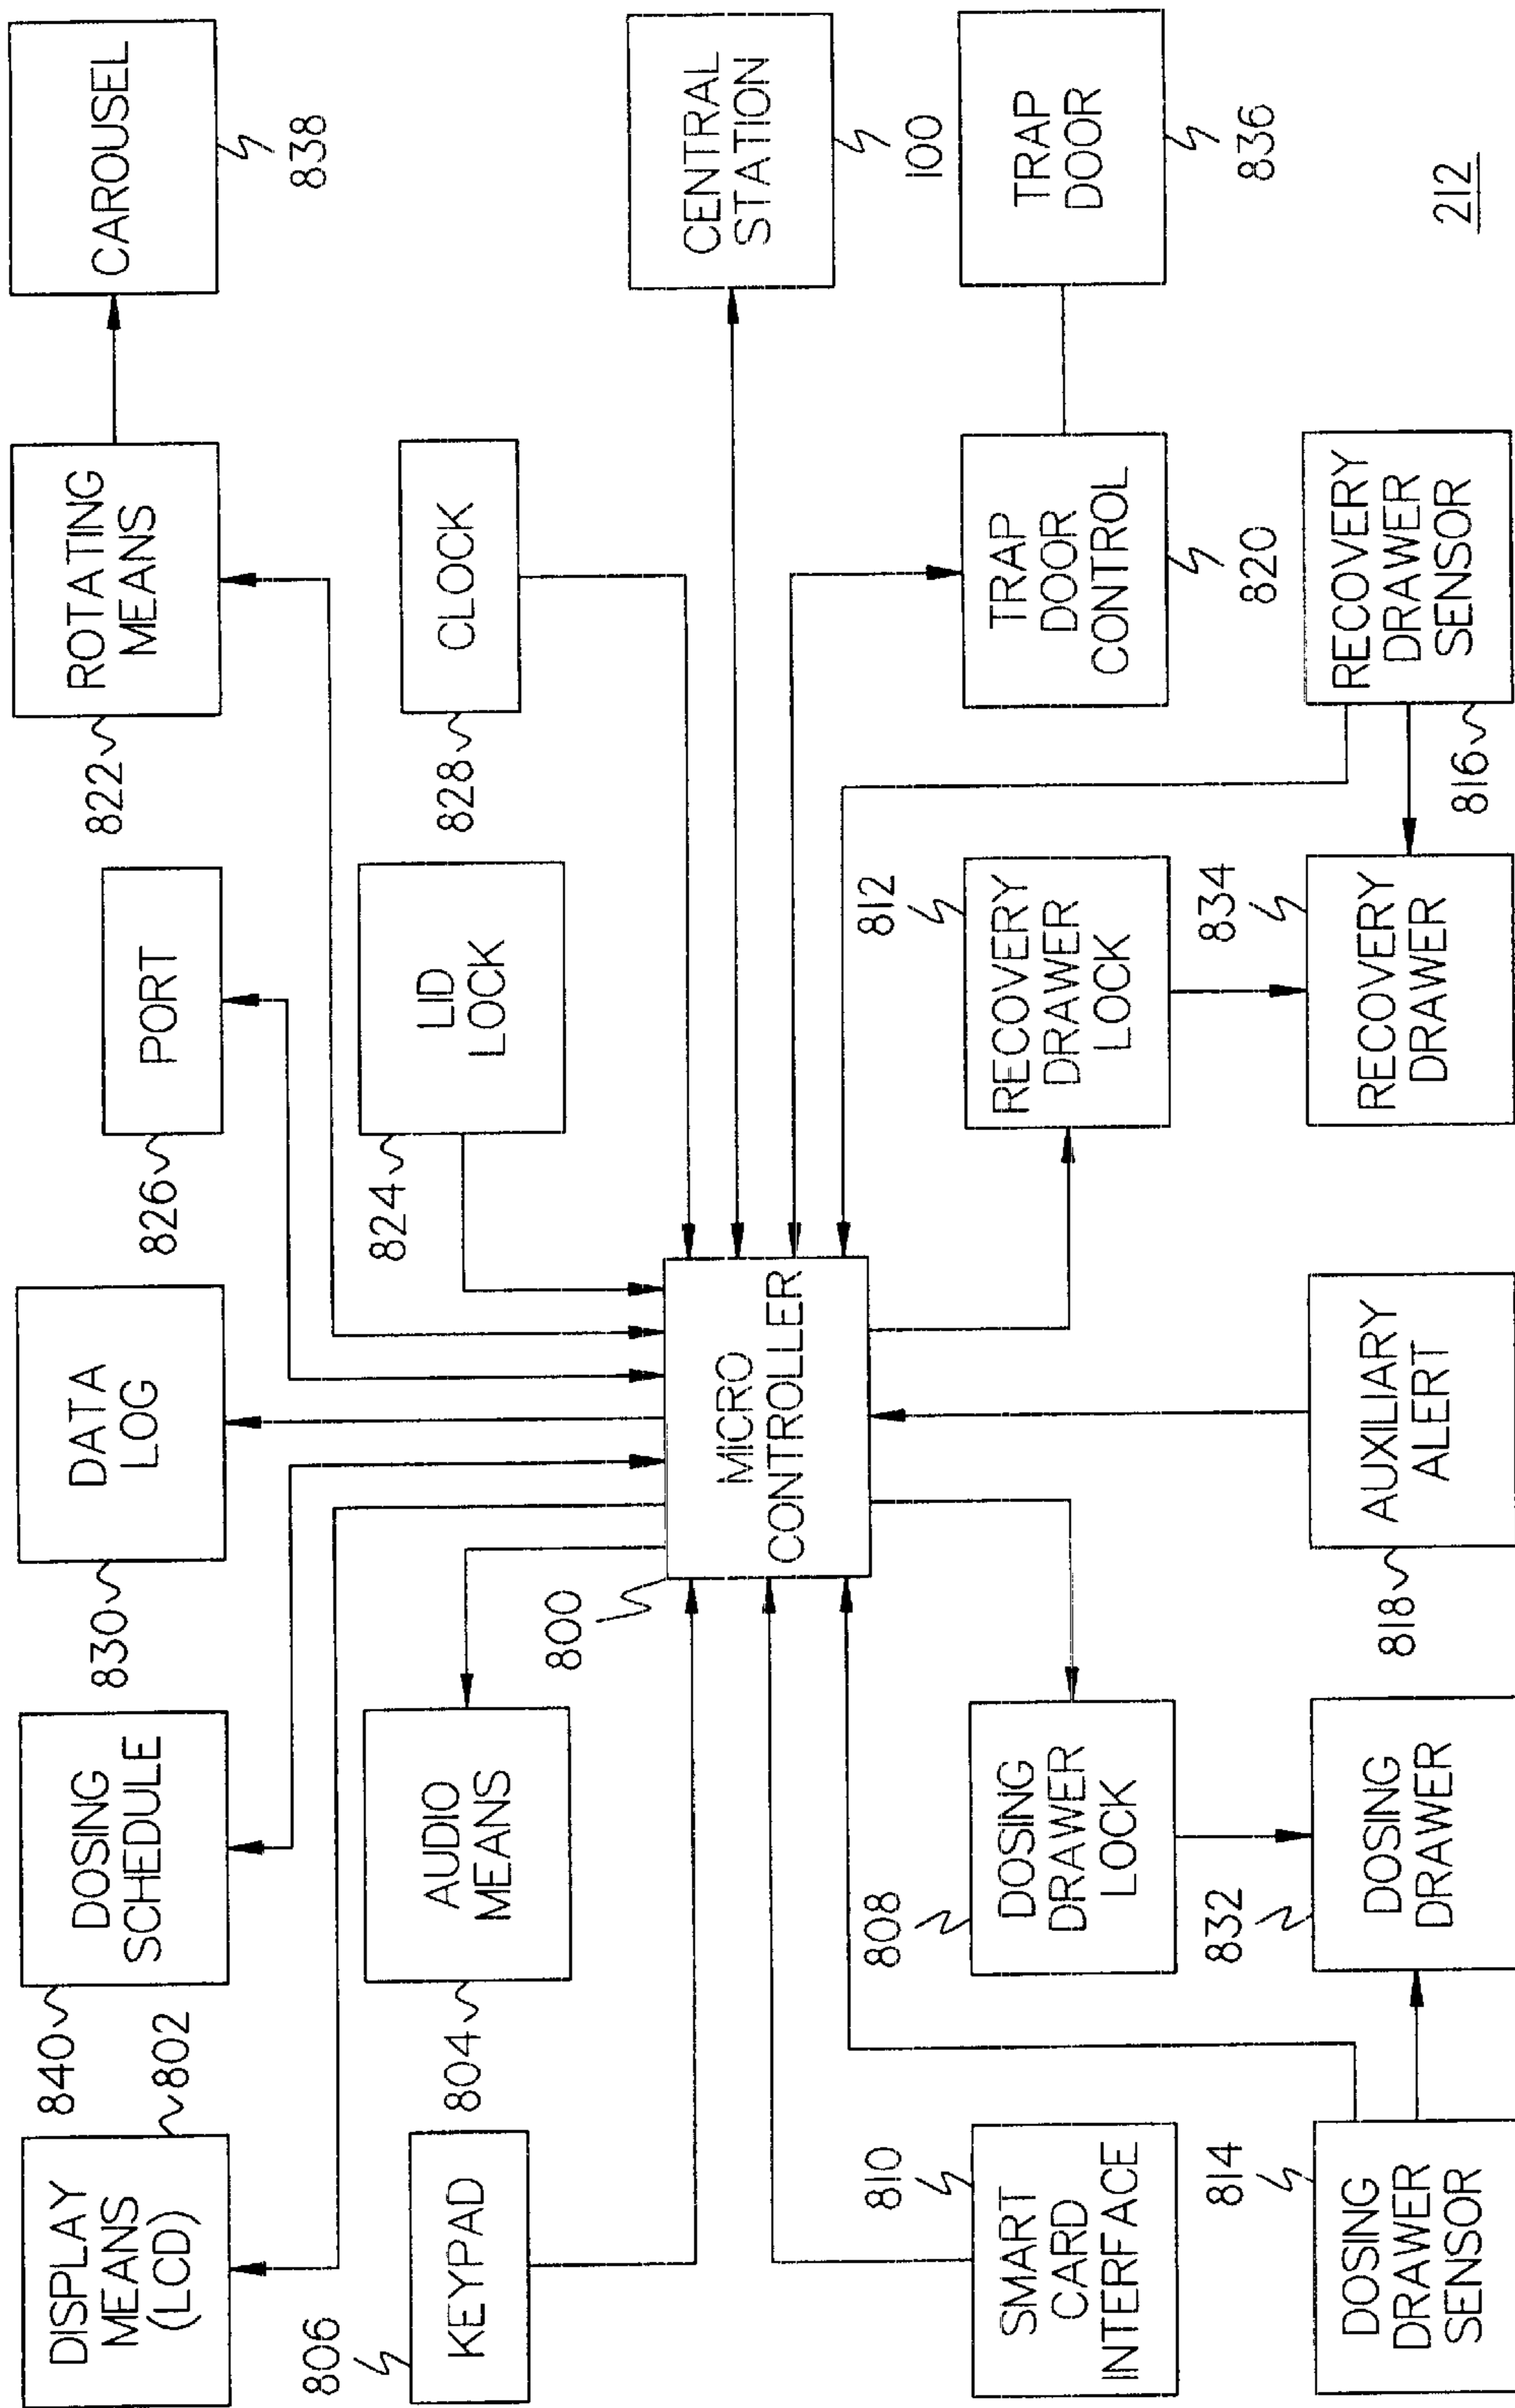 DISPLAY
MEANS
(LCD)
802
840
DOSING
SCHEDULE
830
DATA
LOG
826
PORT
822
ROTATING
MEANS
CAROUSEL
838
806
KEYPAD
804
AUDIO
MEANS
824
LID
LOCK
828
CLOCK
800
MICRO
CONTROLLER
CENTRAL
STATION
100
810
SMART
CARD
INTERFACE
808
DOSING
DRAWER
LOCK
812
RECOVERY
DRAWER
LOCK
TRAP
DOOR
CONTROL
820
TRAP
DOOR
836
814
DOSING
DRAWER
SENSOR
832
DOSING
DRAWER
818
AUXILIARY
ALERT
834
RECOVERY
DRAWER
816
RECOVERY
DRAWER
SENSOR
212